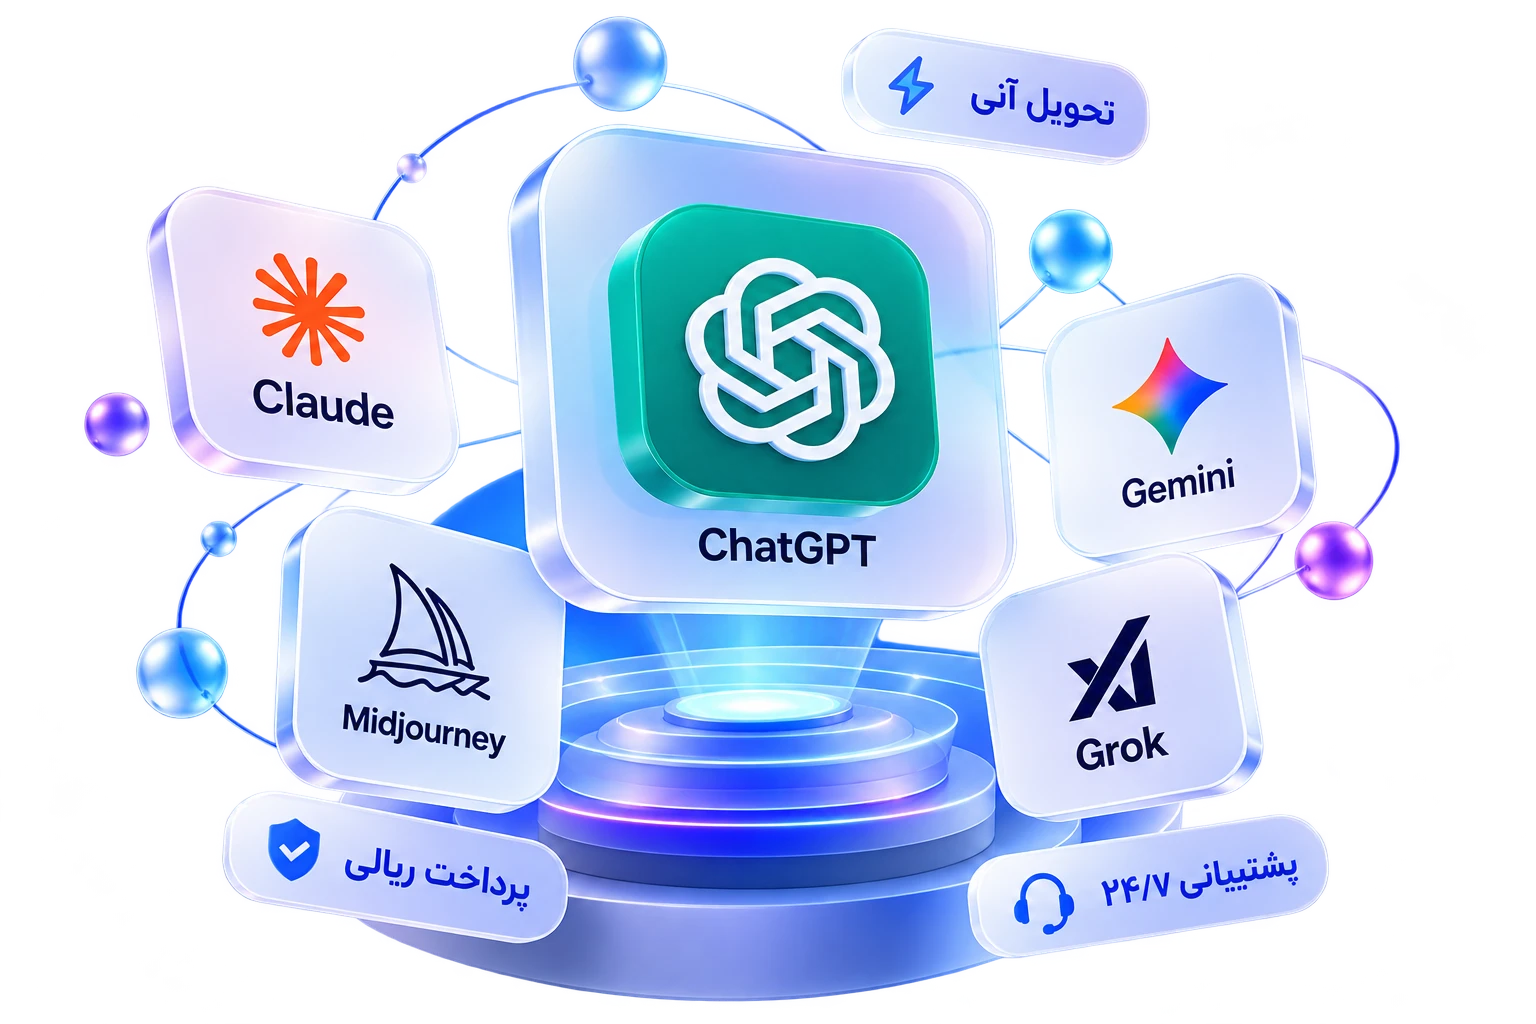 تحویل آنی
Claude
ChatGPT
Gemini
Midjourney
Grok
پرداخت ریالی
پشتیبانی ۲۴/۷